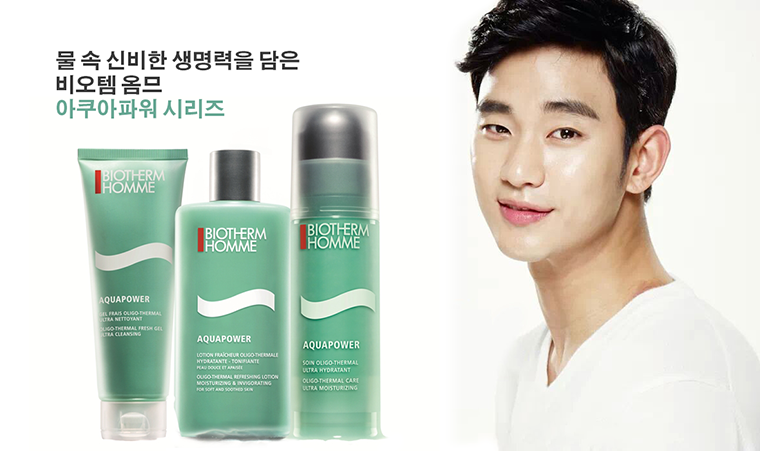 물 속 신비한 생명력을 담은
비오템 옴므
아쿠아파워 시리즈
BIOTHERM
HOMME
AQUAPOWER
GEL FRAIS OLIGO-THERMAL
ULTRA NETTOYANT
OLIGO-THERMAL FRESH GEL
ULTRA CLEANSING
BIOTHERM
HOMME
AQUAPOWER
LOTION FRAÎCHEUR OLIGO-THERMALE
HYDRATANTE - TONIFIANTE
PEAU DOUCE ET APAISÉE
OLIGO-THERMAL REFRESHING LOTION
MOISTURIZING & INVIGORATING
FOR SOFT AND SOOTHED SKIN
BIOTHERM
HOMME
AQUAPOWER
SOIN OLIGO-THERMAL
ULTRA HYDRATANT
OLIGO-THERMAL CARE
ULTRA MOISTURIZING